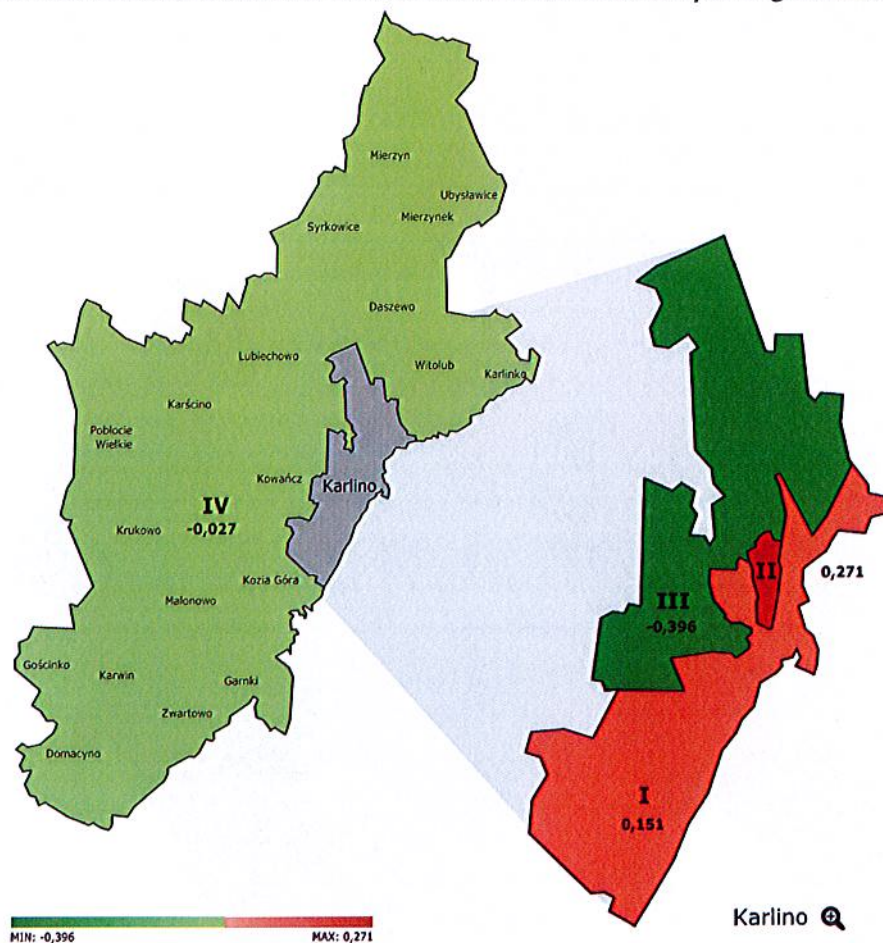 Mierzyn
Ubysławice
Mierzynek
Syrkowice
Daszewo
Lubiechowo
Witolub
Karlinko
Karścino
Pobłocie
Wielkie
Kowańcz
Karlino
IV
-0,027
Krukowo
Kozia Góra
Malonowo
Gościnko
Karwin
Garnki
Zwartowo
Domacyno
II
0,271
III
-0,396
I
0,151
Karlino
MIN: -0,396
MAX: 0,271